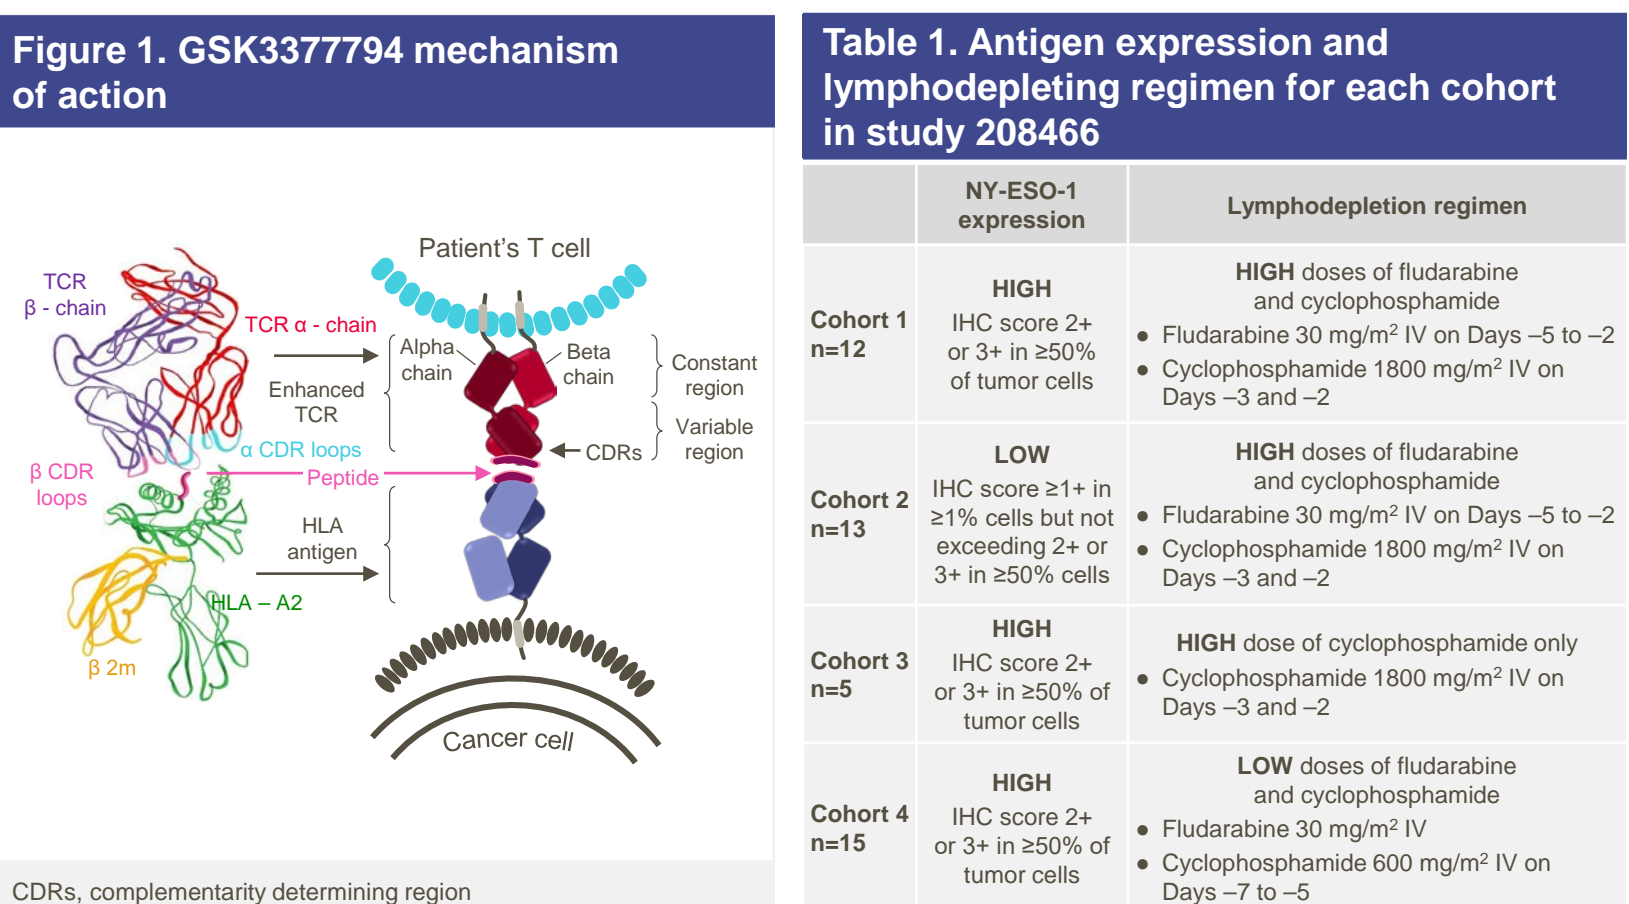 Figure 1. GSK3377794 mechanism
of action
TCR
β - chain
TCR α - chain
Enhanced
TCR
α CDR loops
β CDR
loops
Peptide
HLA
antigen
HLA – A2
β 2m
Patient's T cell
Alpha
chain
Beta
chain
Constant
region
Variable
region
CDRs
Cancer cell
CDRs, complementarity determining region
Table 1. Antigen expression and
lymphodepleting regimen for each cohort
in study 208466
NY-ESO-1
expression
Lymphodepletion regimen
Cohort 1
n=12
HIGH
IHC score 2+
or 3+ in ≥50%
of tumor cells
HIGH doses of fludarabine
and cyclophosphamide
● Fludarabine 30 mg/m² IV on Days –5 to –2
● Cyclophosphamide 1800 mg/m² IV on
Days –3 and –2
Cohort 2
n=13
LOW
IHC score ≥1+ in
≥1% cells but not
exceeding 2+ or
3+ in ≥50% cells
HIGH doses of fludarabine
and cyclophosphamide
● Fludarabine 30 mg/m² IV on Days –5 to –2
● Cyclophosphamide 1800 mg/m² IV on
Days –3 and –2
Cohort 3
n=5
HIGH
IHC score 2+
or 3+ in ≥50% of
tumor cells
HIGH dose of cyclophosphamide only
● Cyclophosphamide 1800 mg/m² IV on
Days –3 and –2
Cohort 4
n=15
HIGH
IHC score 2+
or 3+ in ≥50% of
tumor cells
LOW doses of fludarabine
and cyclophosphamide
● Fludarabine 30 mg/m² IV
● Cyclophosphamide 600 mg/m² IV on
Days –7 to –5